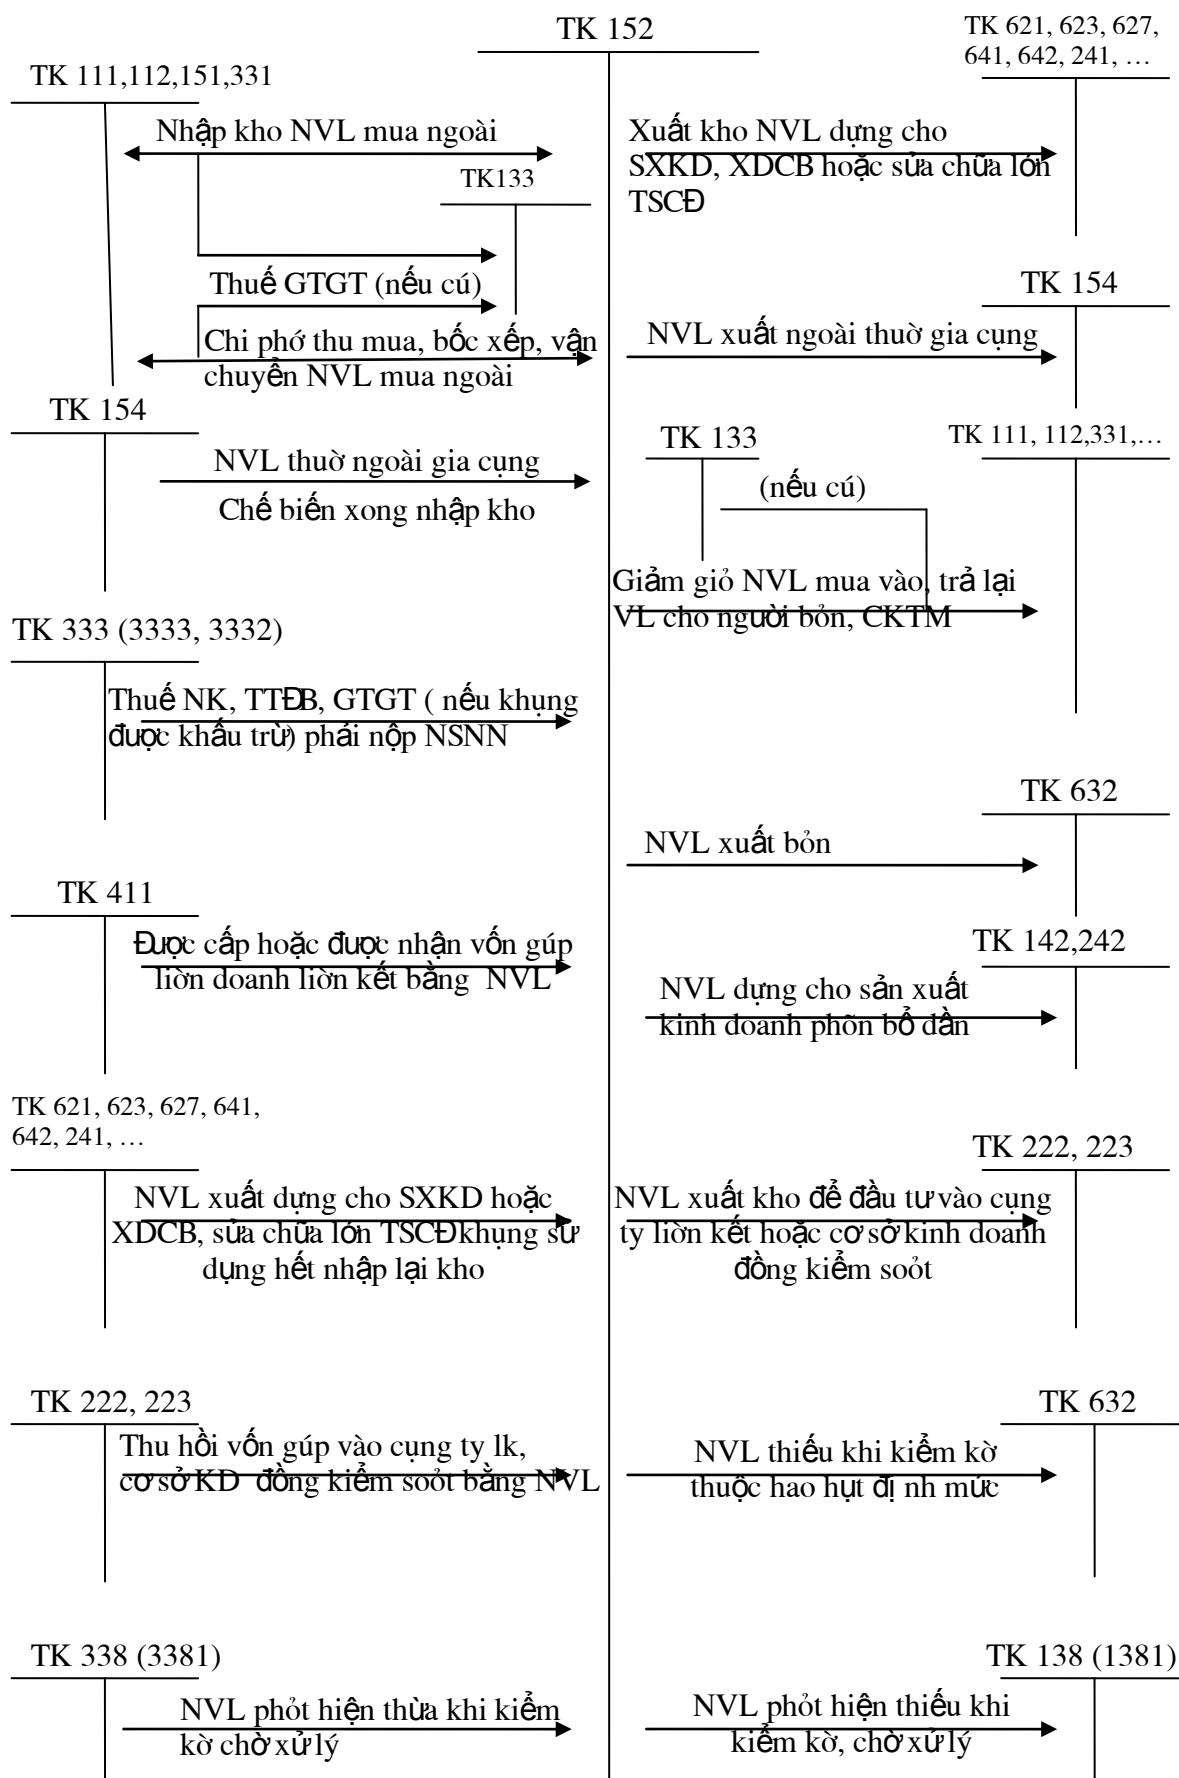 TK 152
TK 621, 623, 627,
641, 642, 241, …
TK 111,112,151,331
Nhập kho NVL mua ngoài
Xuất kho NVL dựng cho
SXKD, XDCB hoặc sửa chữa lớn
TSCĐ
TK133
Thuế GTGT (nếu cú)
TK 154
Chi phớ thu mua, bốc xếp, vận
chuyển NVL mua ngoài
NVL xuất ngoài thuờ gia cụng
TK 154
NVL thuờ ngoài gia cụng
Chế biến xong nhập kho
TK 133
TK 111, 112,331,…
(nếu cú)
Giảm giỏ NVL mua vào, trả lại
VL cho người bỏn, CKTM
TK 333 (3333, 3332)
Thuế NK, TTĐB, GTGT ( nếu khụng
được khấu trừ) phải nộp NSNN
TK 632
NVL xuất bỏn
TK 411
Được cấp hoặc được nhận vốn gúp
liờn doanh liờn kết bằng NVL
TK 142,242
NVL dựng cho sản xuất
kinh doanh phõn bổ dần
TK 621, 623, 627, 641,
642, 241, …
NVL xuất dựng cho SXKD hoặc
XDCB, sửa chữa lớn TSCĐ khụng sử
dụng hết nhập lại kho
TK 222, 223
NVL xuất kho để đầu tư vào cụng
ty liờn kết hoặc cơ sở kinh doanh
đồng kiểm soỏt
TK 222, 223
Thu hồi vốn gúp vào cụng ty lk,
cơ sở KD đồng kiểm soỏt bằng NVL
TK 632
NVL thiếu khi kiểm kờ
thuộc hao hụt đị nh mức
TK 338 (3381)
NVL phỏt hiện thừa khi kiểm
kờ chờ xử lý
TK 138 (1381)
NVL phỏt hiện thiếu khi
kiểm kờ, chờ xử lý